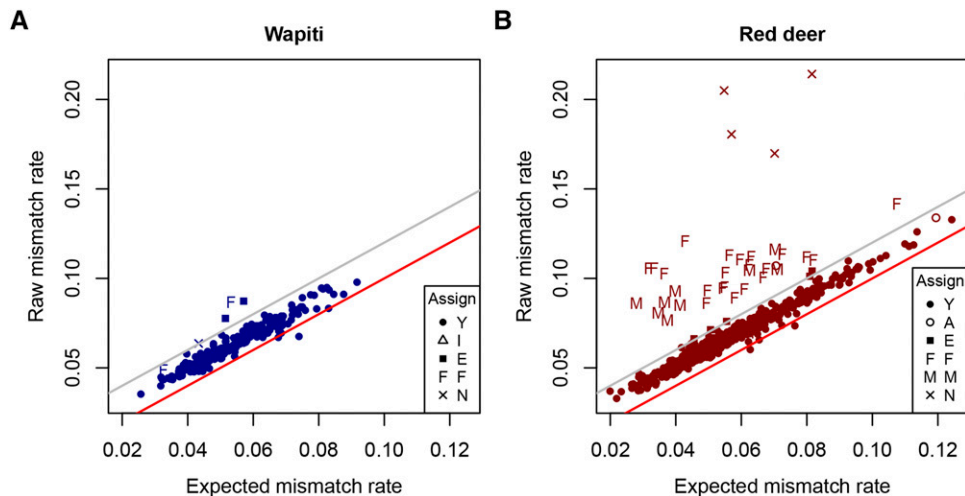 A
Wapiti
Raw mismatch rate
0.20
0.15
0.10
0.05
F
F
Assign
Y
I
E
F F
N
0.02 0.04 0.06 0.08 0.10 0.12
Expected mismatch rate
B
Red deer
Raw mismatch rate
0.20
0.15
0.10
0.05
Assign
Y
A
E
F F
M M
N
0.02 0.04 0.06 0.08 0.10 0.12
Expected mismatch rate